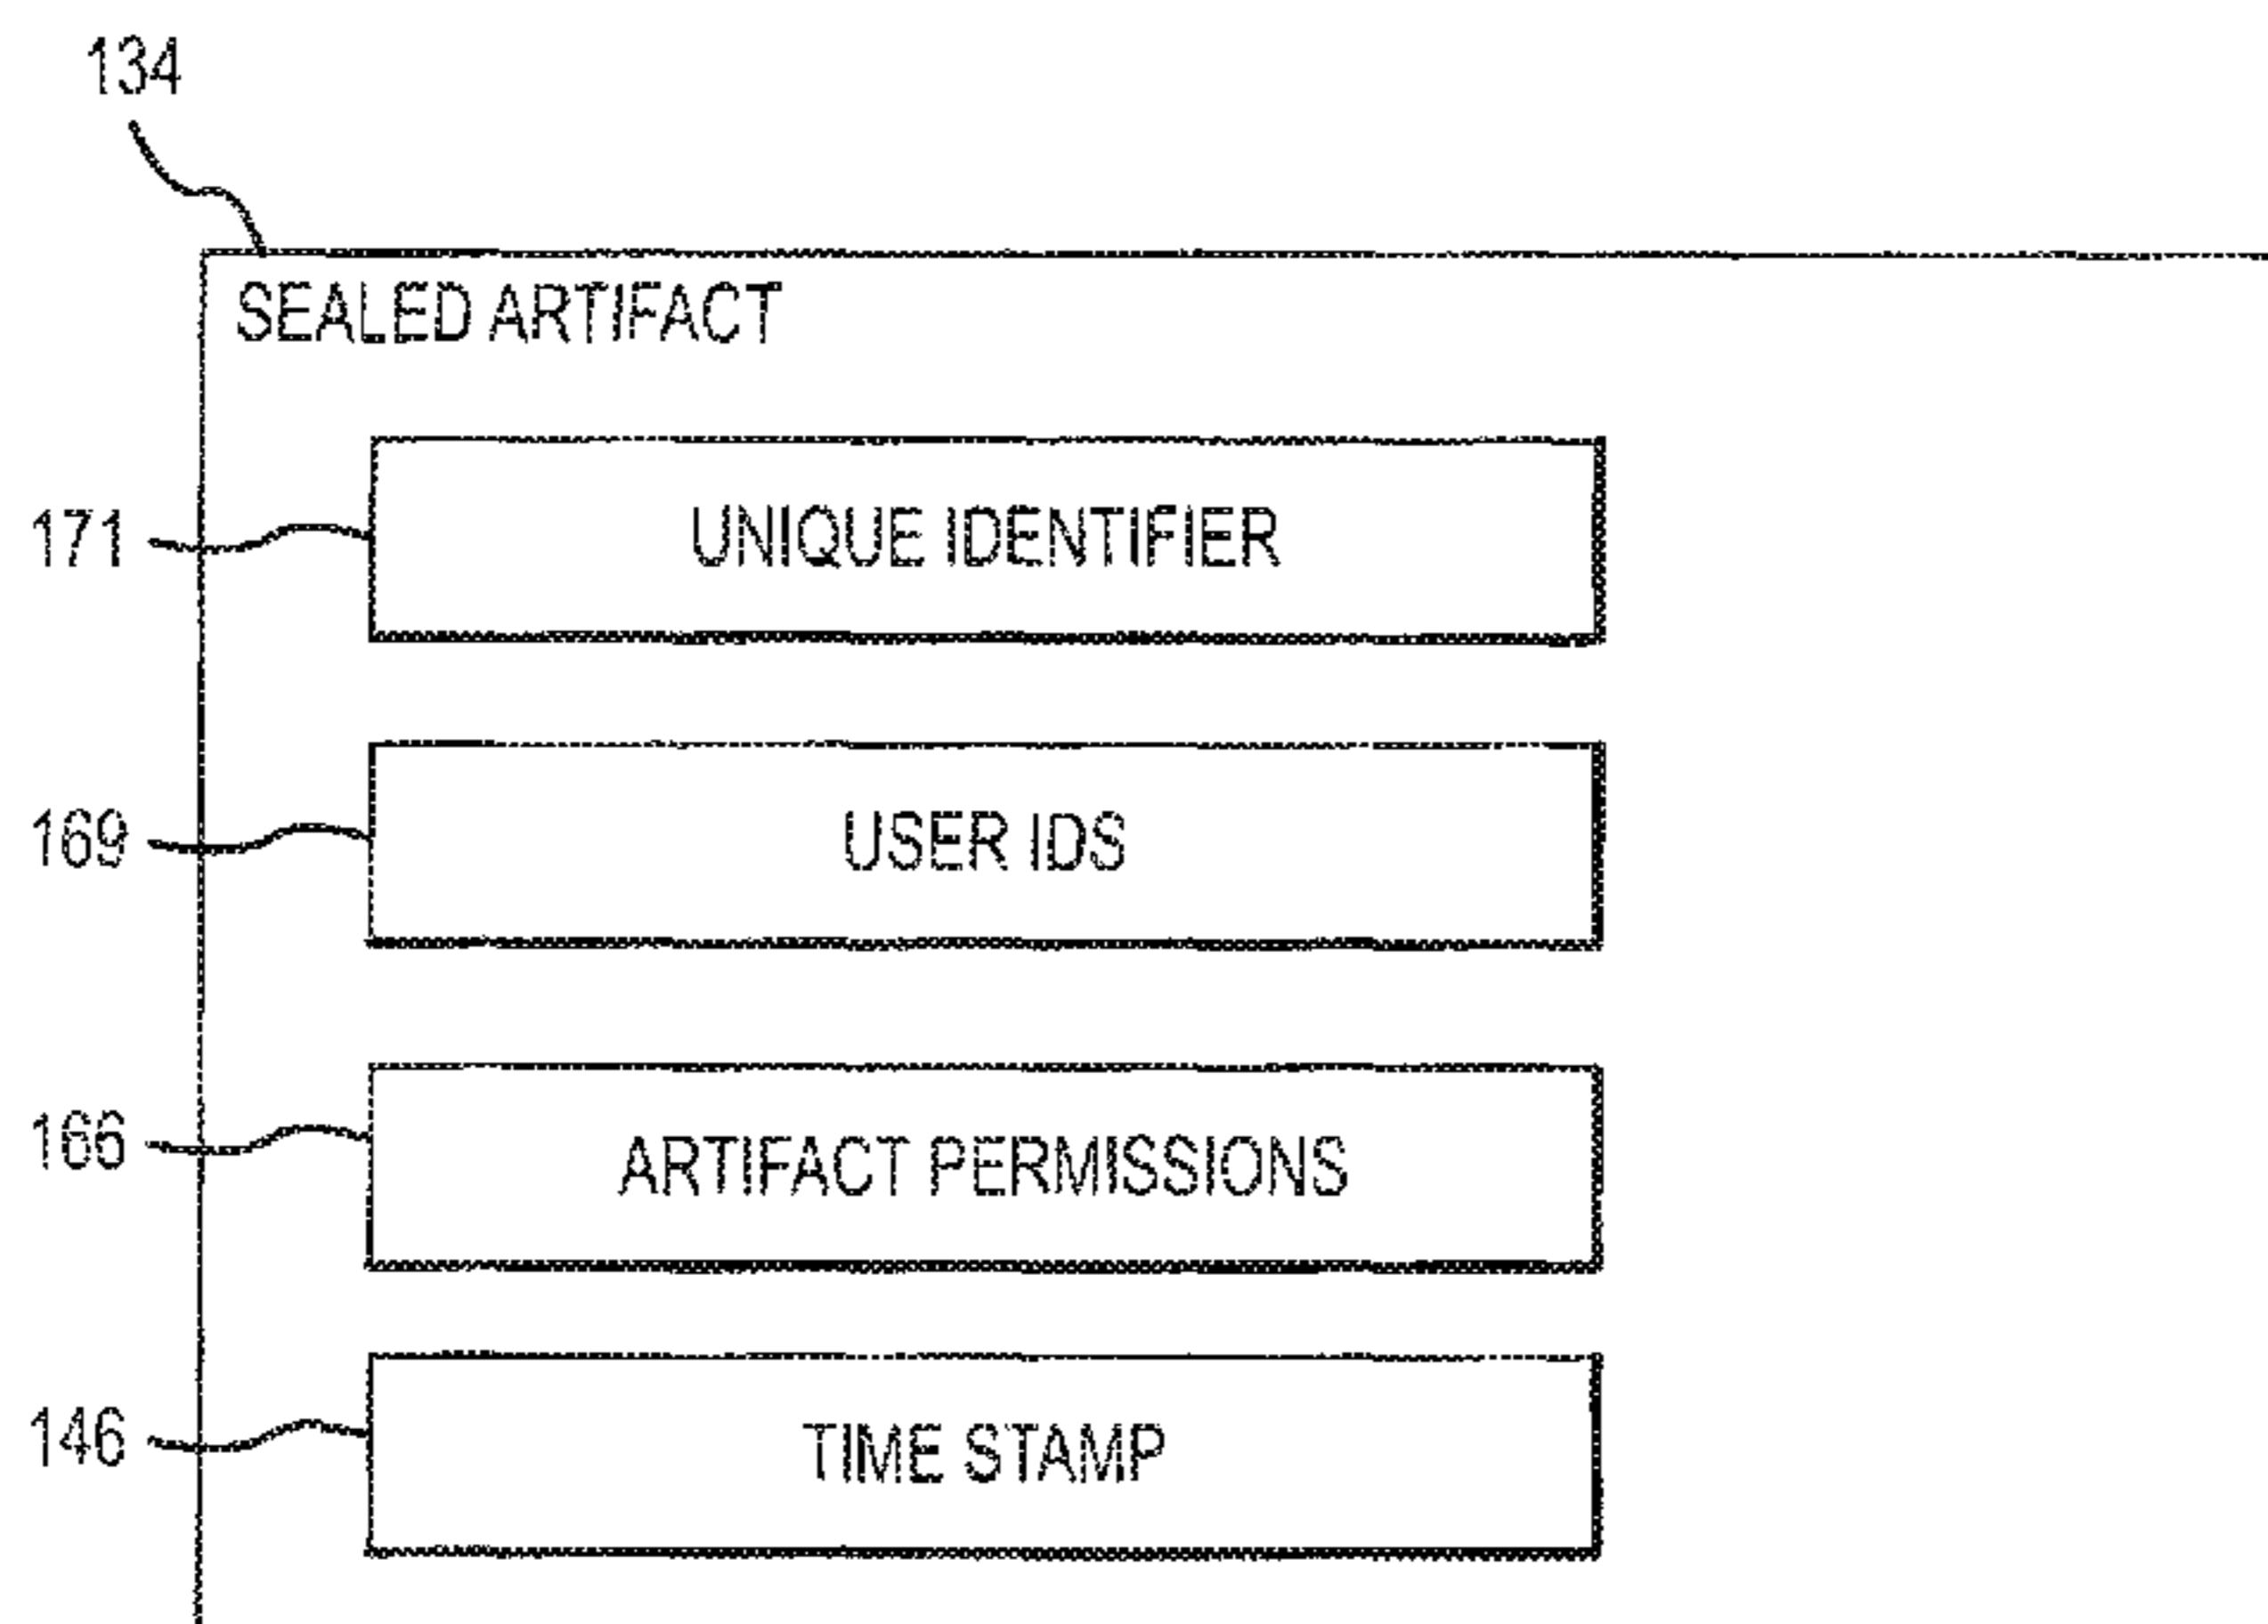 134
SEALED ARTIFACT
171 UNIQUE IDENTIFIER
169 USER IDS
166 ARTIFACT PERMISSIONS
146 TIME STAMP